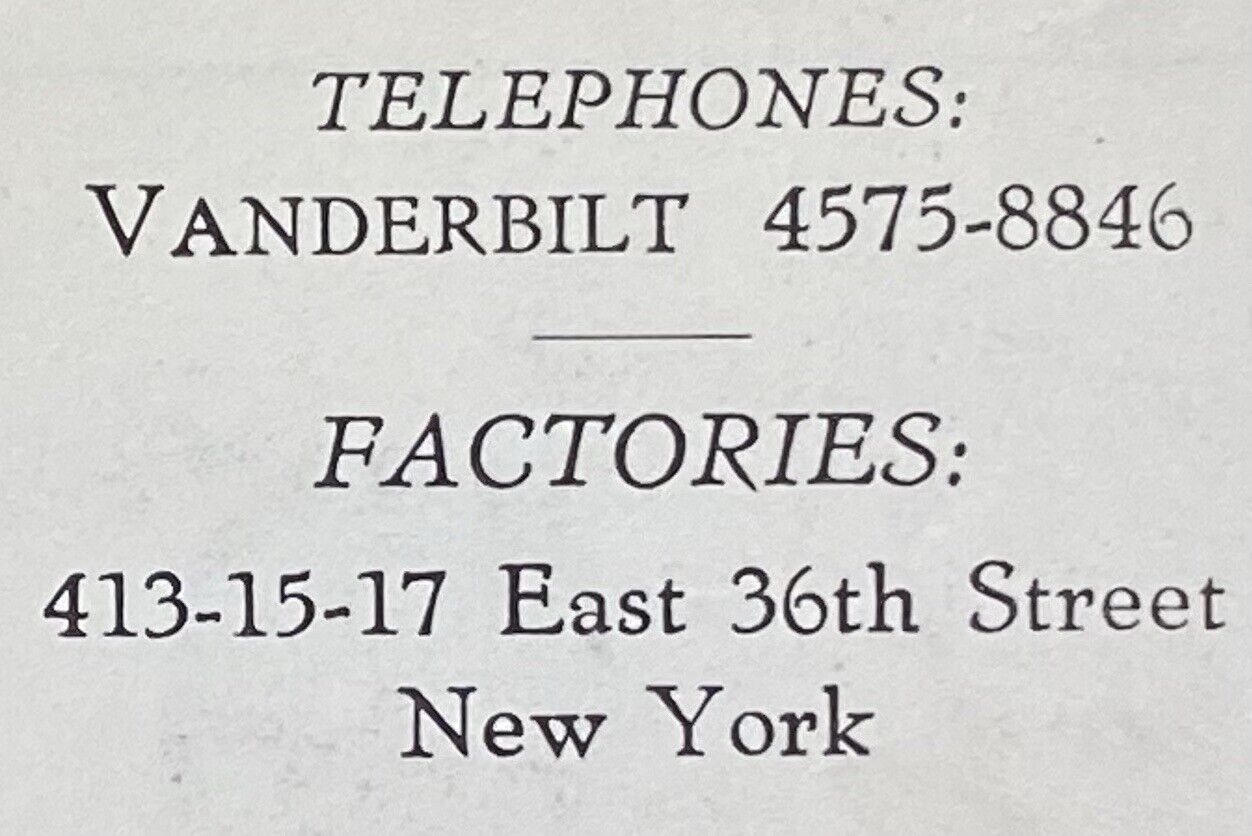 TELEPHONES:
VANDERBILT 4575-8846
FACTORIES:
413-15-17 East 36th Street
New York